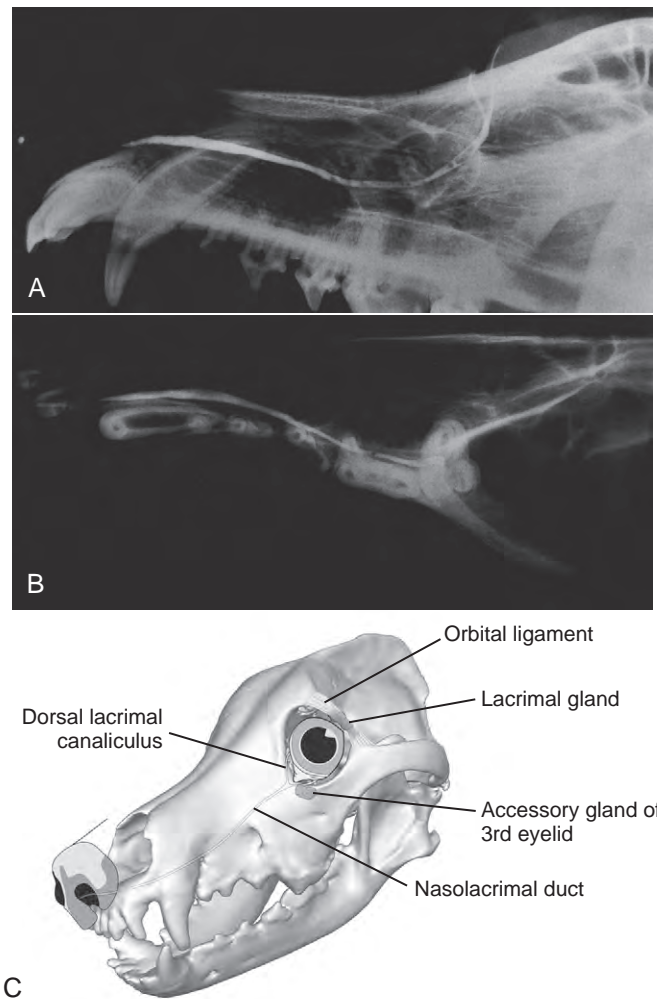 A
B
Orbital ligament
Lacrimal gland
Dorsal lacrimal
canaliculus
Accessory gland of
3rd eyelid
Nasolacrimal duct
C